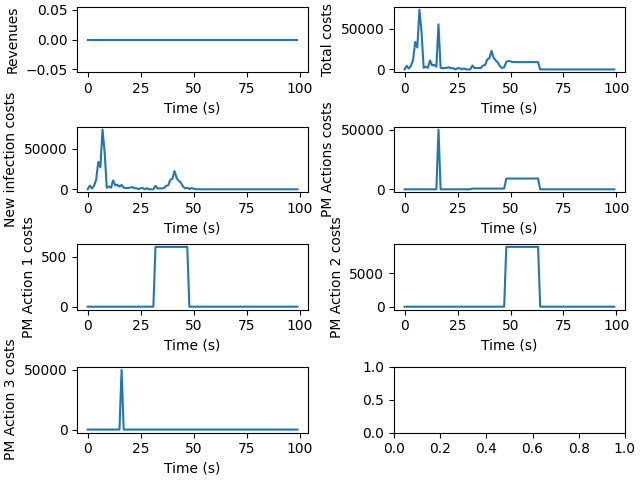 Revenues
0.05
0.00
−0.05
0 25 50 75 100
Time (s)
Total costs
50000
0
0 25 50 75 100
Time (s)
New infection costs
50000
0
0 25 50 75 100
Time (s)
PM Actions costs
50000
0
0 25 50 75 100
Time (s)
PM Action 1 costs
500
0
0 25 50 75 100
Time (s)
PM Action 2 costs
5000
0
0 25 50 75 100
Time (s)
PM Action 3 costs
50000
0
0 25 50 75 100
Time (s)
1.0
0.5
0.0
0.0 0.2 0.4 0.6 0.8 1.0